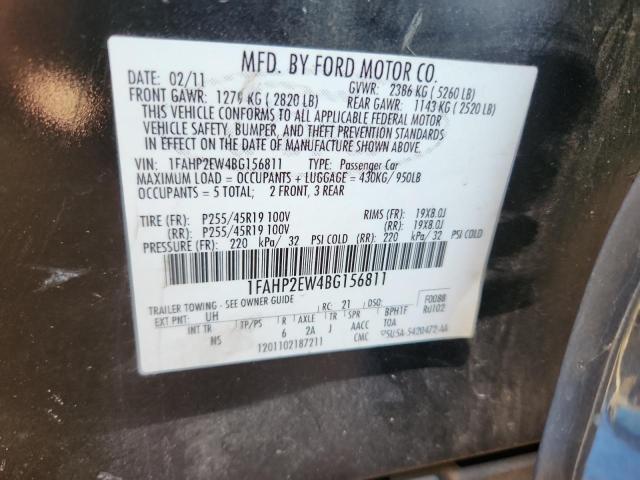 MFD. BY FORD MOTOR CO.
DATE: 02/11 GVWR: 2386 KG ( 5260 LB)
FRONT GAWR: 1279 KG ( 2820 LB) REAR GAWR: 1143 KG ( 2520 LB)
THIS VEHICLE CONFORMS TO ALL APPLICABLE FEDERAL MOTOR
VEHICLE SAFETY, BUMPER, AND THEFT PREVENTION STANDARDS
IN EFFECT ON THE DATE OF MANUFACTURE SHOWN ABOVE.
VIN: 1FAHP2EW4BG156811 TYPE: Passenger Car
MAXIMUM LOAD = OCCUPANTS + LUGGAGE = 430KG/ 950LB
OCCUPANTS = 5 TOTAL; 2 FRONT, 3 REAR
TIRE (FR): P255/45R19 100V RIMS (FR): 19X8.0J
(RR): P255/45R19 100V (RR): 19X8.0J
PRESSURE (FR): 220 kPa/ 32 PSI COLD (RR): 220 kPa/ 32 PSI COLD
1FAHP2EW4BG156811
TRAILER TOWING - SEE OWNER GUIDE
EXT PNT: UH RC: 21 DSO: F0088
INT TR TP/PS R AXLE TR SPR BPH1F RU102
NS 6 2A J AACC TOA
1201102187211 CMC 5420472-AA